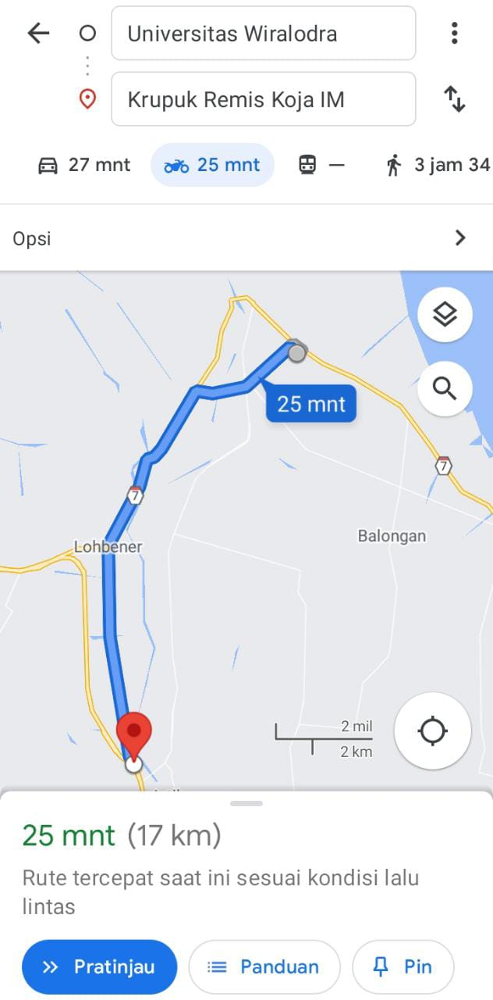 Universitas Wiralodra
Krupuk Remis Koja IM
27 mnt
25 mnt
—
3 jam 34
Opsi
25 mnt
7
7
Lohbener
Balongan
2 mil
2 km
25 mnt (17 km)
Rute tercepat saat ini sesuai kondisi lalu
lintas
Pratinjau
Panduan
Pin